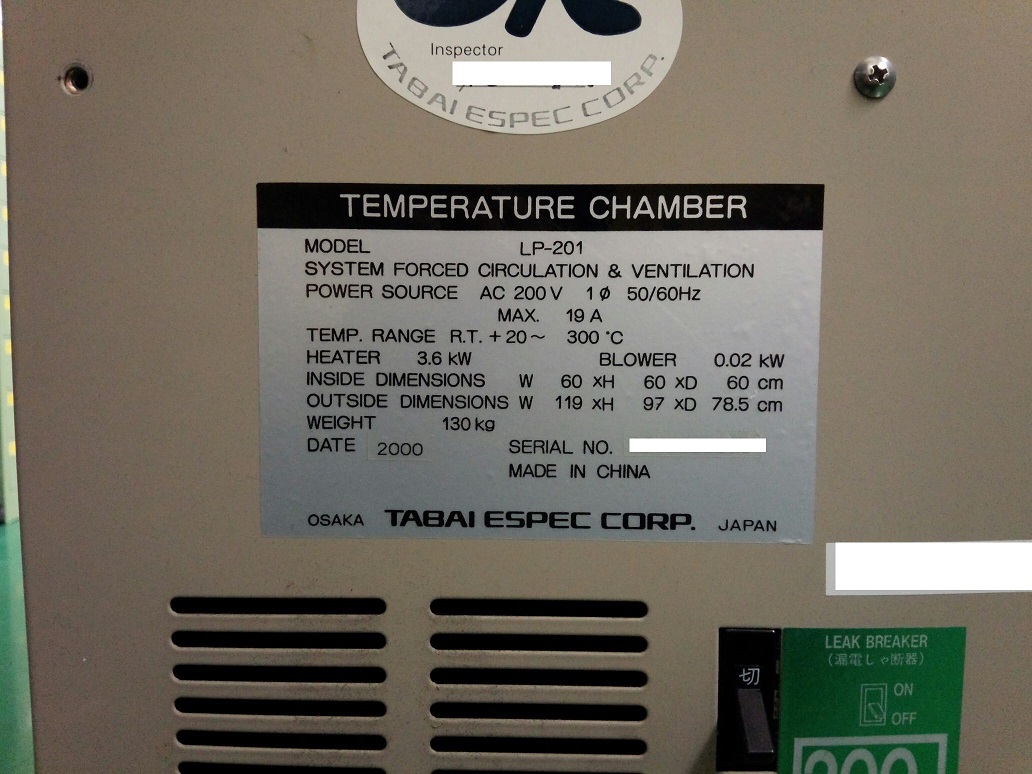 Inspector
TABAI ESPEC CORP.
TEMPERATURE CHAMBER
MODEL LP-201
SYSTEM FORCED CIRCULATION & VENTILATION
POWER SOURCE AC 200V 1ø 50/60Hz
MAX. 19 A
TEMP. RANGE R.T. +20~ 300 °C
HEATER 3.6 kW BLOWER 0.02 kW
INSIDE DIMENSIONS W 60 xH 60 xD 60 cm
OUTSIDE DIMENSIONS W 119 xH 97 xD 78.5 cm
WEIGHT 130 kg
DATE 2000 SERIAL NO.
MADE IN CHINA
OSAKA TABAI ESPEC CORP. JAPAN
LEAK BREAKER
(漏電しゃ断器)
切
ON
OFF
200